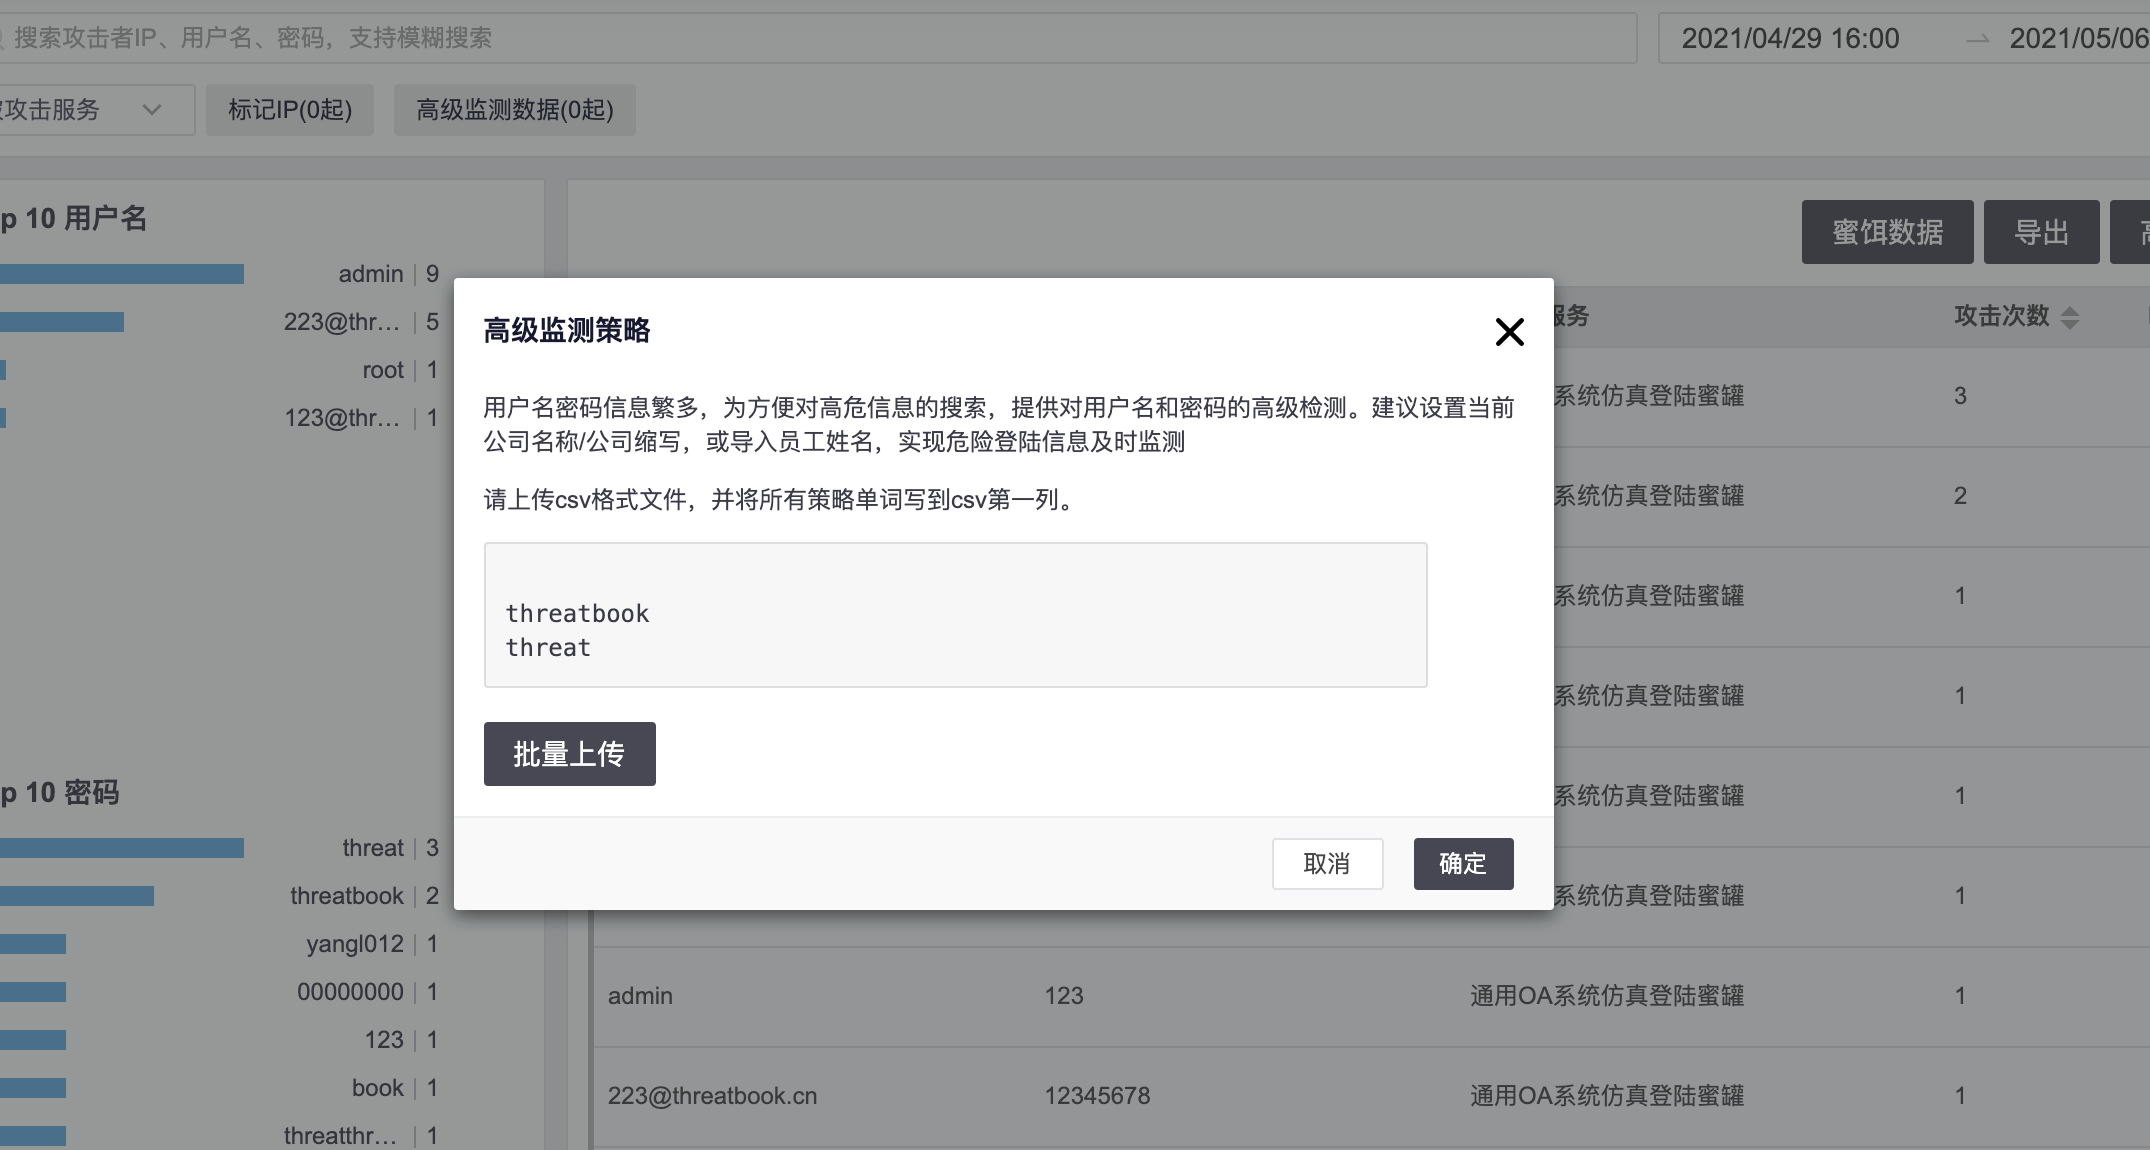 搜索攻击者IP、用户名、密码，支持模糊搜索
2021/04/29 16:00 → 2021/05/06
攻击服务
标记IP(0起)
高级监测数据(0起)
p 10 用户名
admin | 9
223@thr... | 5
root | 1
123@thr... | 1
蜜饵数据
导出
服务
攻击次数
系统仿真登陆蜜罐 3
系统仿真登陆蜜罐 2
系统仿真登陆蜜罐 1
系统仿真登陆蜜罐 1
系统仿真登陆蜜罐 1
系统仿真登陆蜜罐 1
高级监测策略
用户名密码信息繁多，为方便对高危信息的搜索，提供对用户名和密码的高级检测。建议设置当前
公司名称/公司缩写，或导入员工姓名，实现危险登陆信息及时监测
请上传csv格式文件，并将所有策略单词写到csv第一列。
threatbook
threat
批量上传
取消
确定
p 10 密码
threat | 3
threatbook | 2
yangl012 | 1
00000000 | 1
123 | 1
book | 1
threatthr... | 1
admin 123 通用OA系统仿真登陆蜜罐 1
223@threatbook.cn 12345678 通用OA系统仿真登陆蜜罐 1